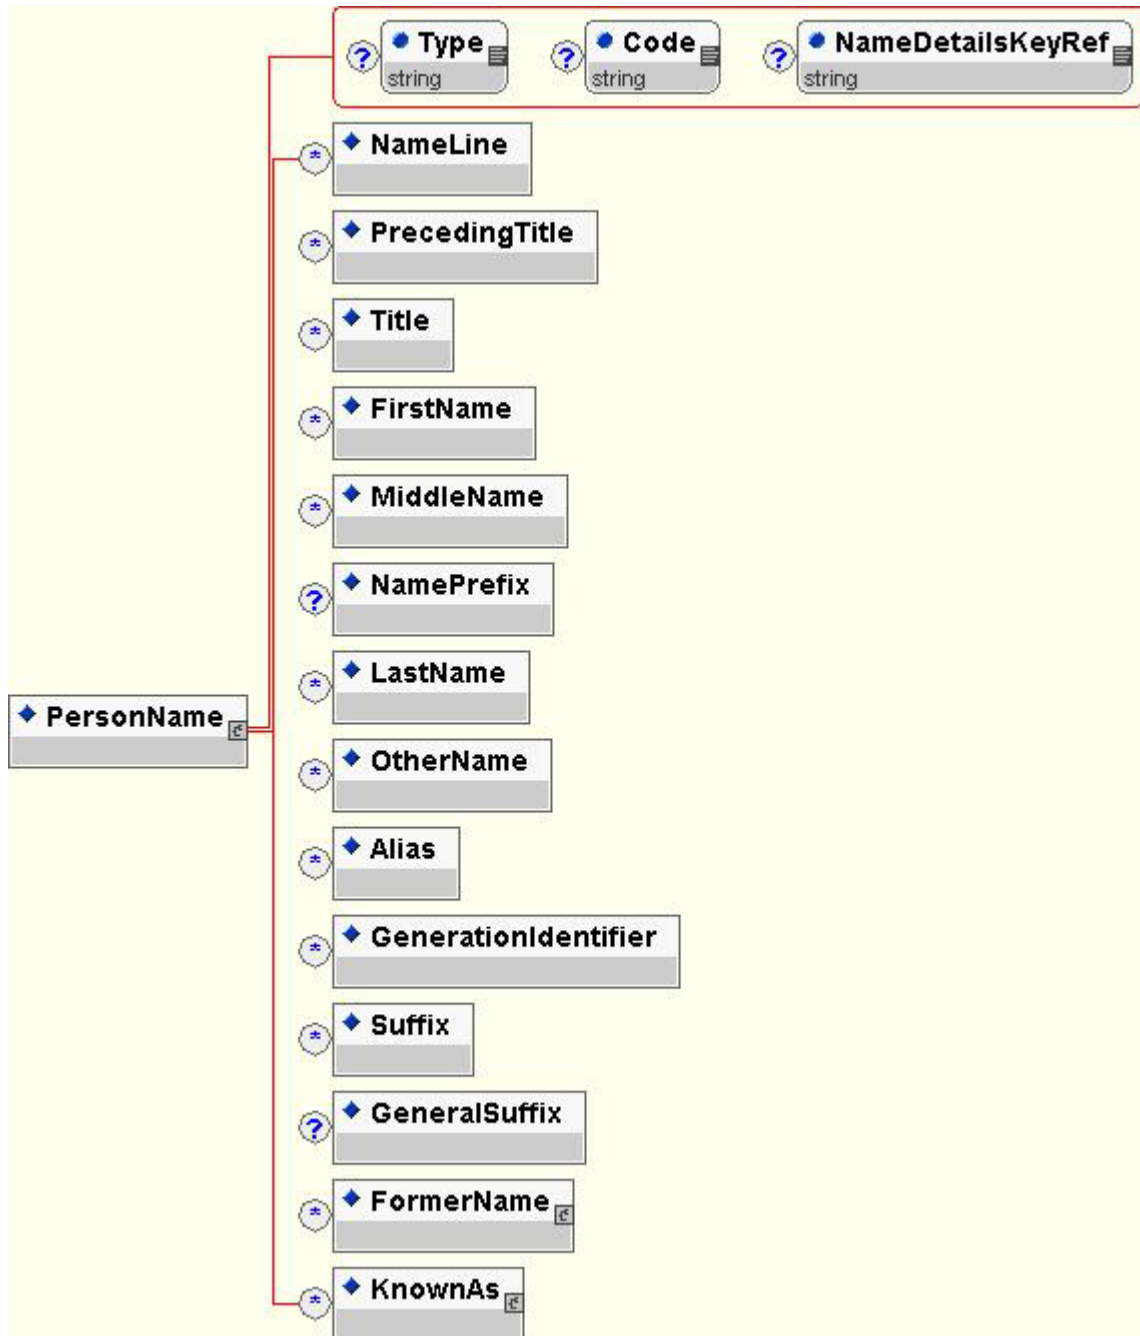 ? Type ? Code ? NameDetailsKeyRef
string string string
* NameLine
* PrecedingTitle
* Title
* FirstName
* MiddleName
? NamePrefix
* LastName
PersonName
* OtherName
* Alias
* GenerationIdentifier
* Suffix
? GeneralSuffix
* FormerName
* KnownAs